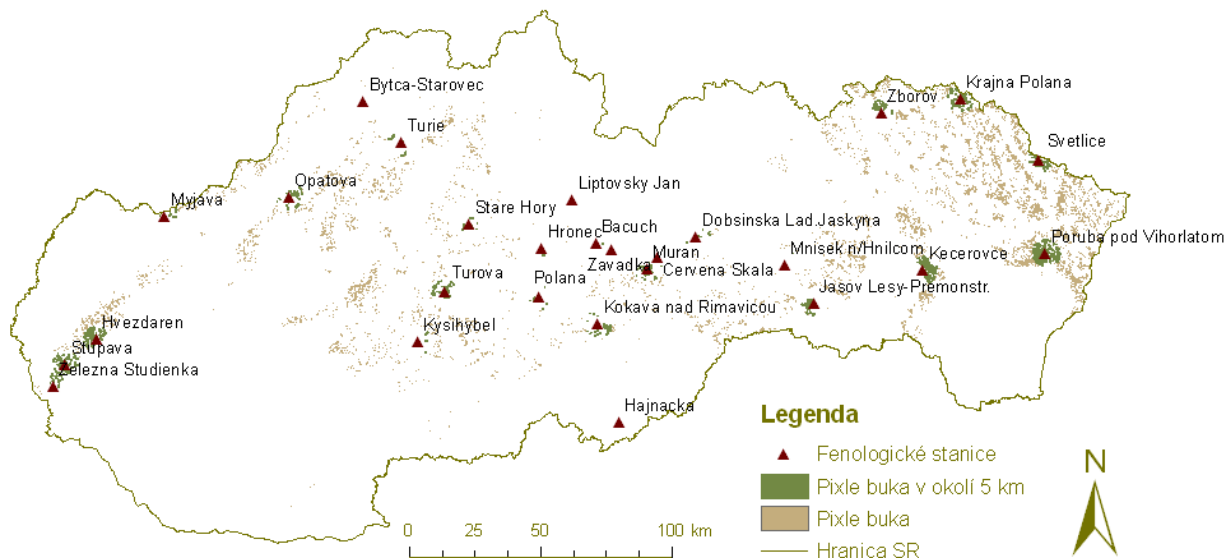 Bytca-Starovec
Krajna Polana
Zborov
Turie
Svetlice
Opatova
Liptovsky Jan
Myjava
Stare Hory
Dobsinska Lad.Jaskyna
Hronec
Bacuch
Poruba pod Vihorlatom
Muran
Mnisek n/Hnilcom
Kecerovce
Zavadka
Cervena Skala
Turova
Polana
Jasov Lesy-Premonstr.
Kokava nad Rimavicou
Hvezdaren
Kysihybel
Stupava
Zelezna Studienka
Hajnacka
Legenda
Fenologické stanice
Pixle buka v okolí 5 km
Pixle buka
Hranica SR
N
0 25 50 100 km